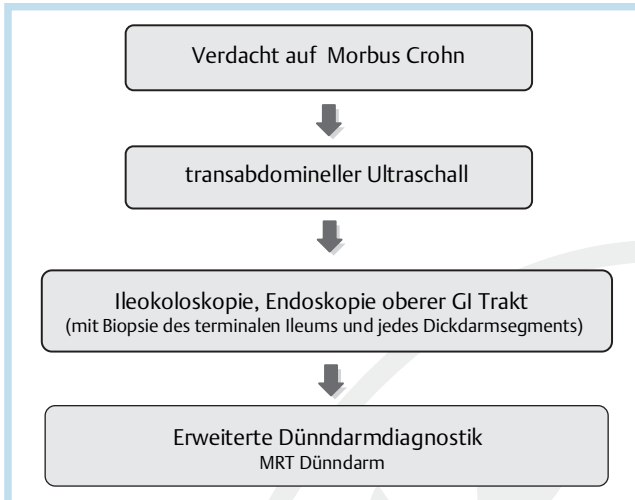 Verdacht auf Morbus Crohn
transabdomineller Ultraschall
Ileokoloskopie, Endoskopie oberer GI Trakt
(mit Biopsie des terminalen Ileums und jedes Dickdarmsegments)
Erweiterte Dünndarmdiagnostik
MRT Dünndarm